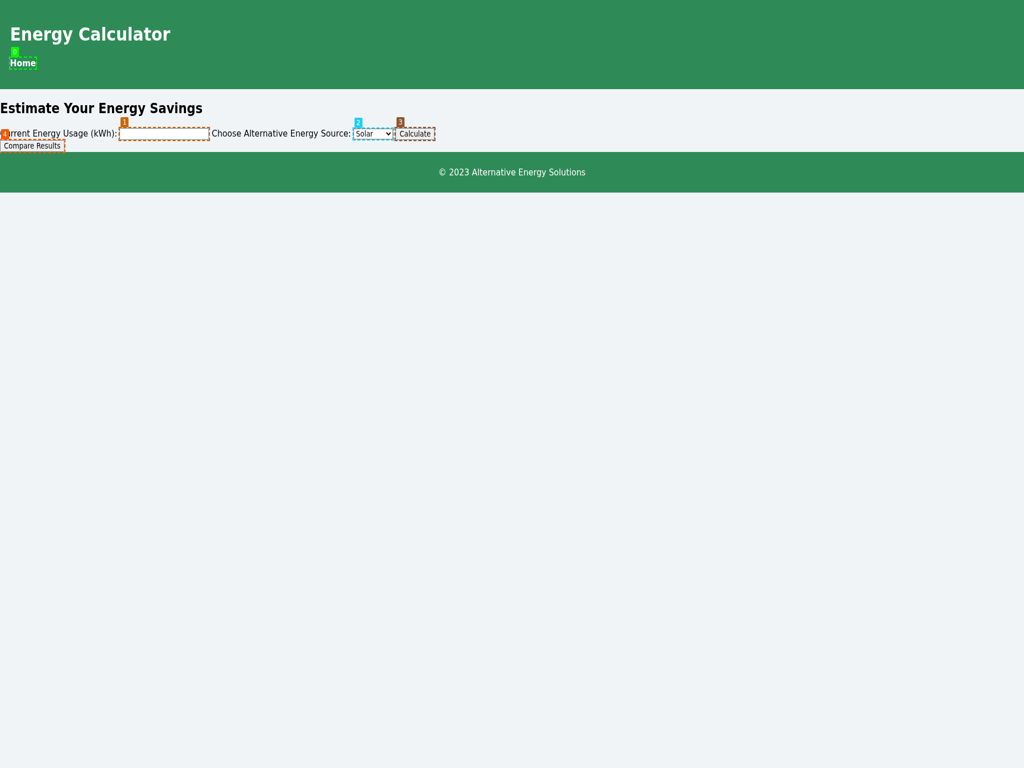 Energy Calculator
0
Home
Estimate Your Energy Savings
1 2 3
4
rrent Energy Usage (kWh): Choose Alternative Energy Source: Solar Calculate
Compare Results
© 2023 Alternative Energy Solutions